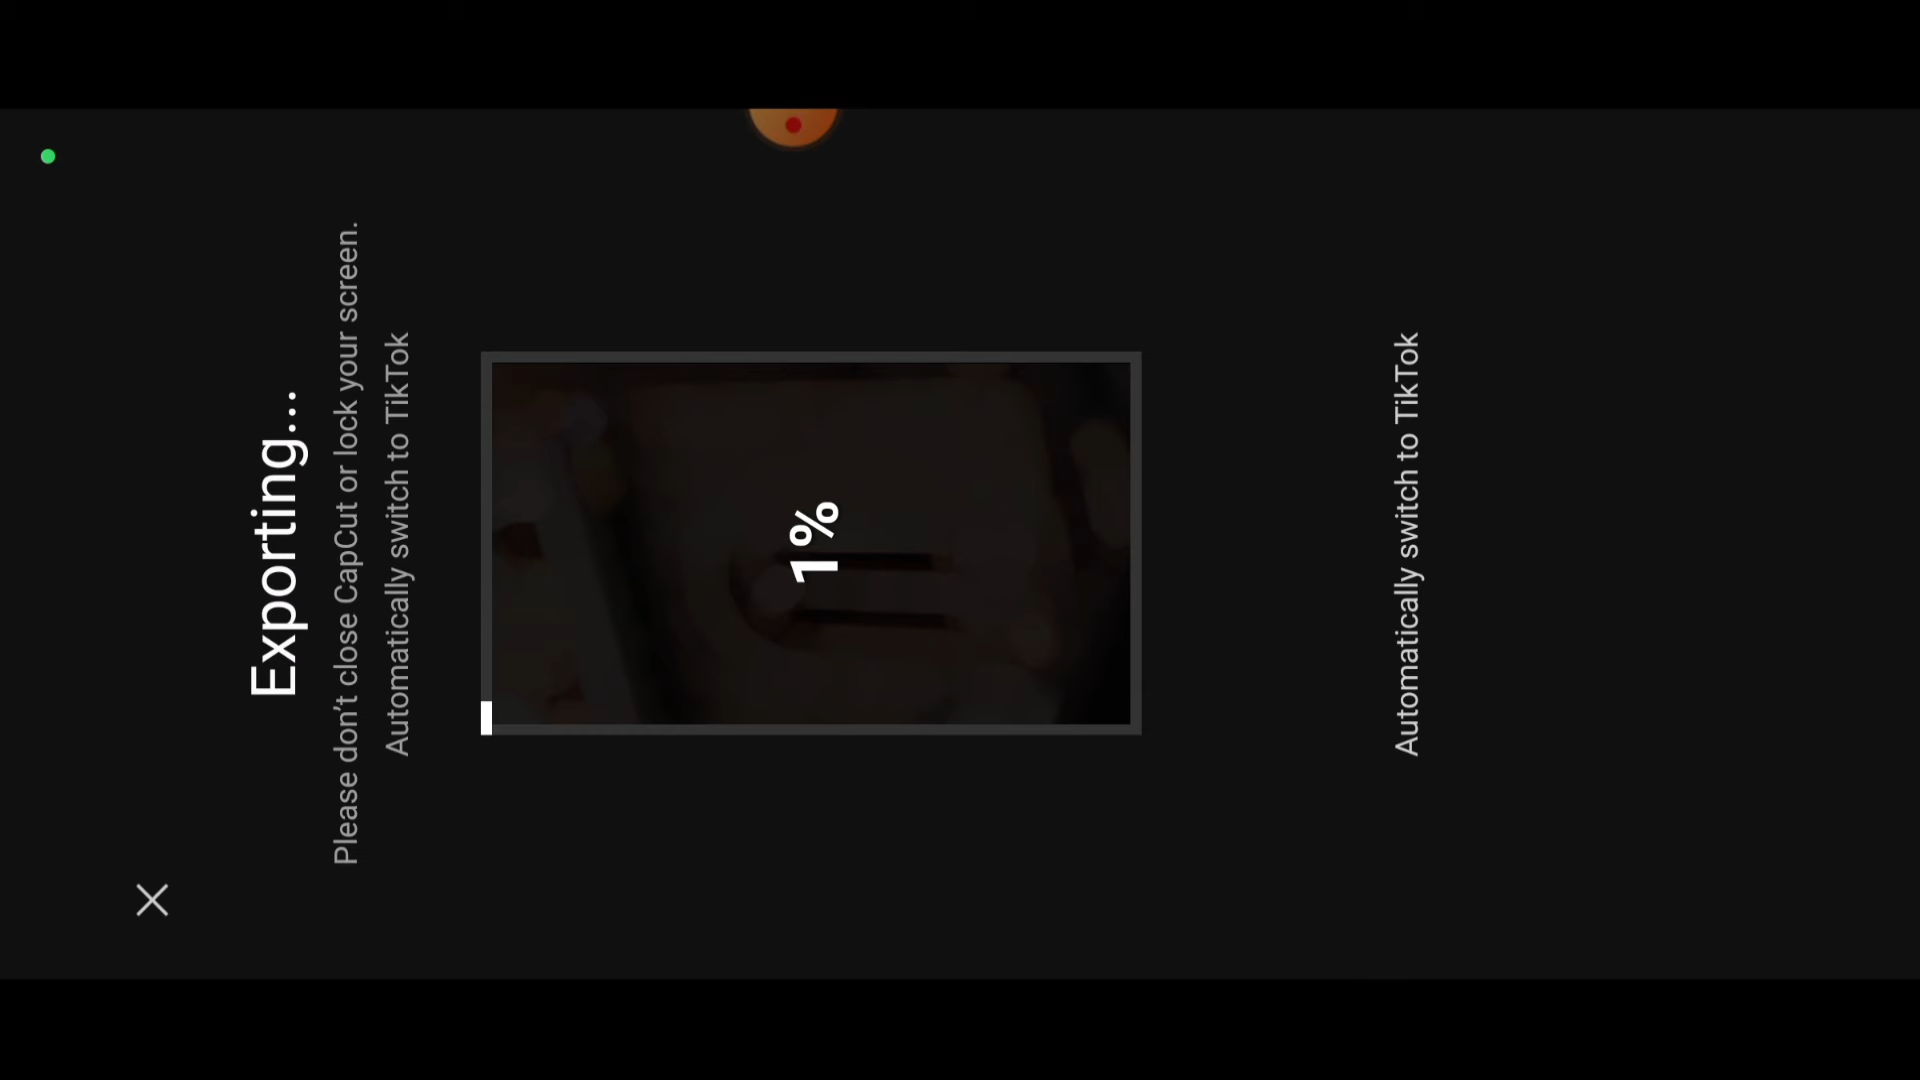 Exporting...
Please don't close CapCut or lock your screen.
Automatically switch to TikTok
1%
Automatically switch to TikTok